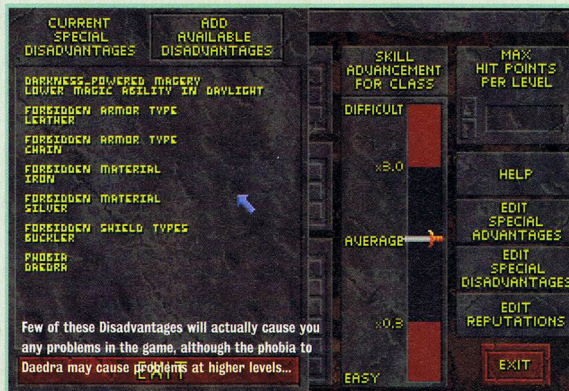 CURRENT
SPECIAL
DISADVANTAGES
ADD
AVAILABLE
DISADVANTAGES
DARKNESS-POWERED MAGERY
LOWER MAGIC ABILITY IN DAYLIGHT
FORBIDDEN ARMOR TYPE
LEATHER
FORBIDDEN ARMOR TYPE
CHAIN
FORBIDDEN MATERIAL
IRON
FORBIDDEN MATERIAL
SILVER
FORBIDDEN SHIELD TYPES
BUCKLER
PHOBIA
DAEDRA
Few of these Disadvantages will actually cause you
any problems in the game, although the phobia to
Daedra may cause problems at higher levels...
EXIT
SKILL
ADVANCEMENT
FOR CLASS
DIFFICULT
x3.0
AVERAGE
x0.3
EASY
MAX
HIT POINTS
PER LEVEL
HELP
EDIT
SPECIAL
ADVANTAGES
EDIT
SPECIAL
DISADVANTAGES
EDIT
REPUTATIONS
EXIT